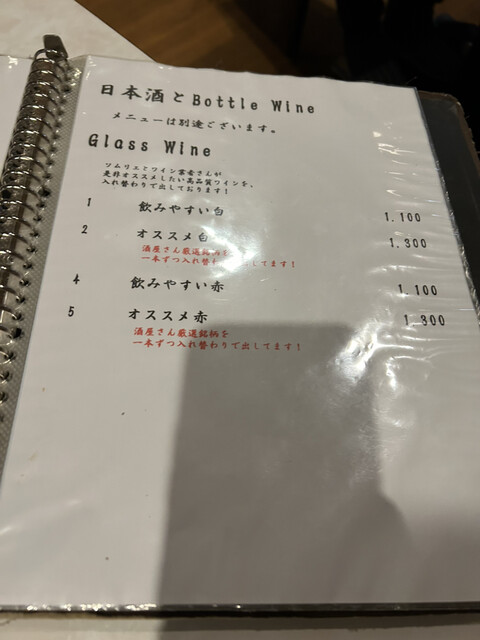 日本酒とBottle Wine
メニューは別途ございます。
Glass Wine
ソムリエとワイン業者さんが
是非オススメしたい高品質ワインを、
入れ替わりで出しております!
1 飲みやすい白 1,100
2 オススメ白 1,300
酒屋さん厳選銘柄を
一本ずつ入れ替わ 出してます!
4 飲みやすい赤 1,100
5 オススメ赤 1,300
酒屋さん厳選銘柄を
一本ずつ入れ替わりで出してます!